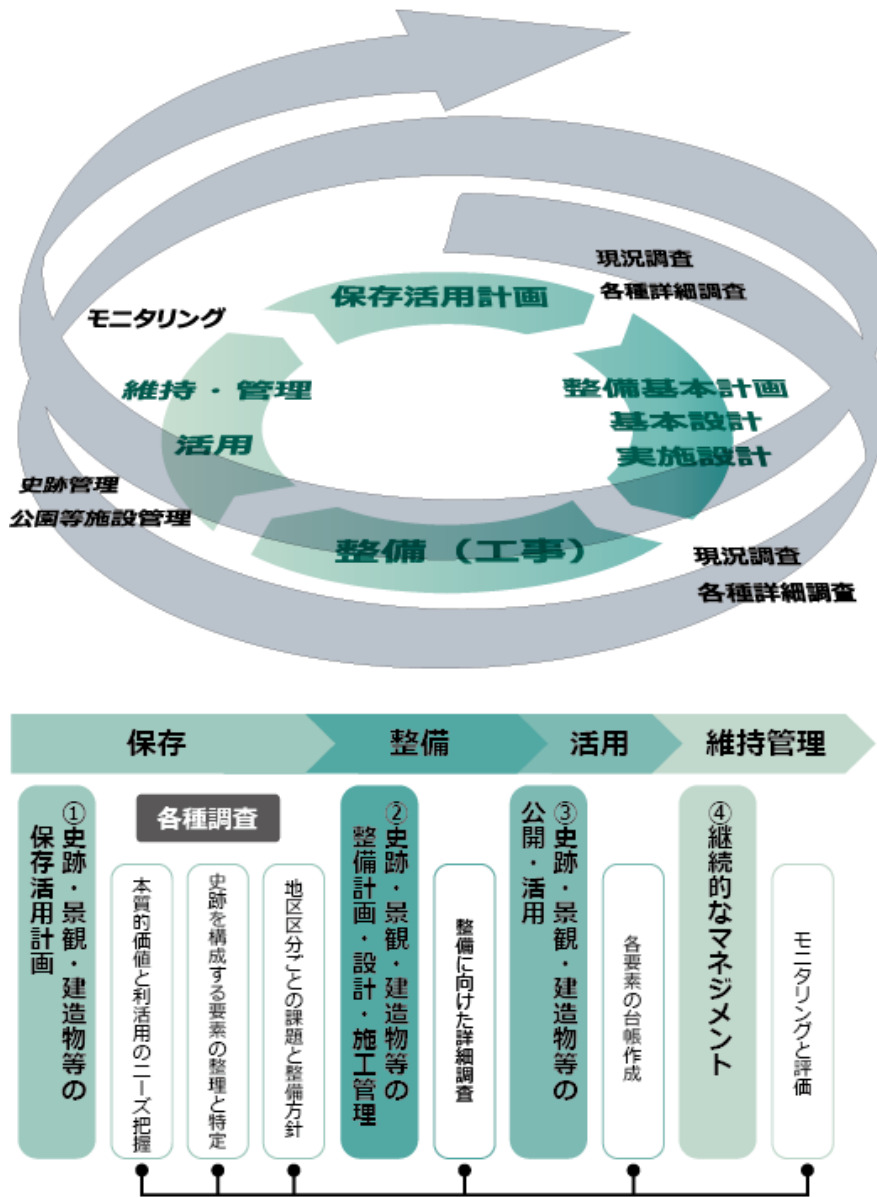 現況調査
各種詳細調査
保存活用計画
モニタリング
維持・管理
活用
整備基本計画
基本設計
実施設計
史跡管理
公園等施設管理
整備（工事）
現況調査
各種詳細調査
保存
整備
活用
維持管理
①史跡・景観・建造物等の
保存活用計画
各種調査
本質的価値と利活用のニーズ把握
史跡を構成する要素の整理と特定
地区区分ごとの課題と整備方針
②史跡・景観・建造物等の
整備計画・設計・施工管理
整備に向けた詳細調査
③史跡・景観・建造物等の
公開・活用
各要素の台帳作成
④継続的なマネジメント
モニタリングと評価